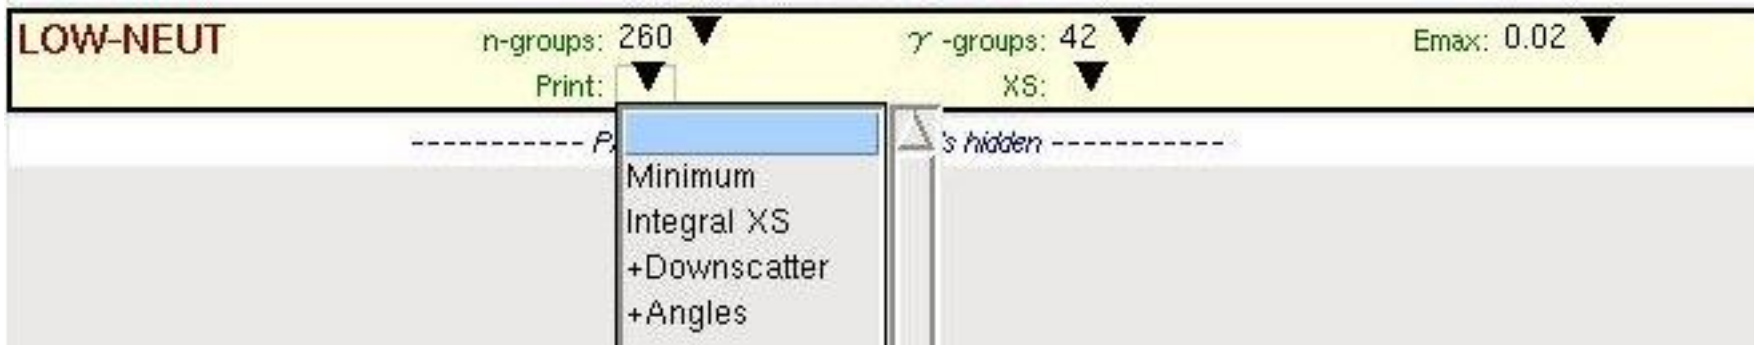 LOW-NEUT n-groups: 260 γ -groups: 42 Emax: 0.02
Print: XS:
----------- P 's hidden -----------
Minimum
Integral XS
+Downscatter
+Angles